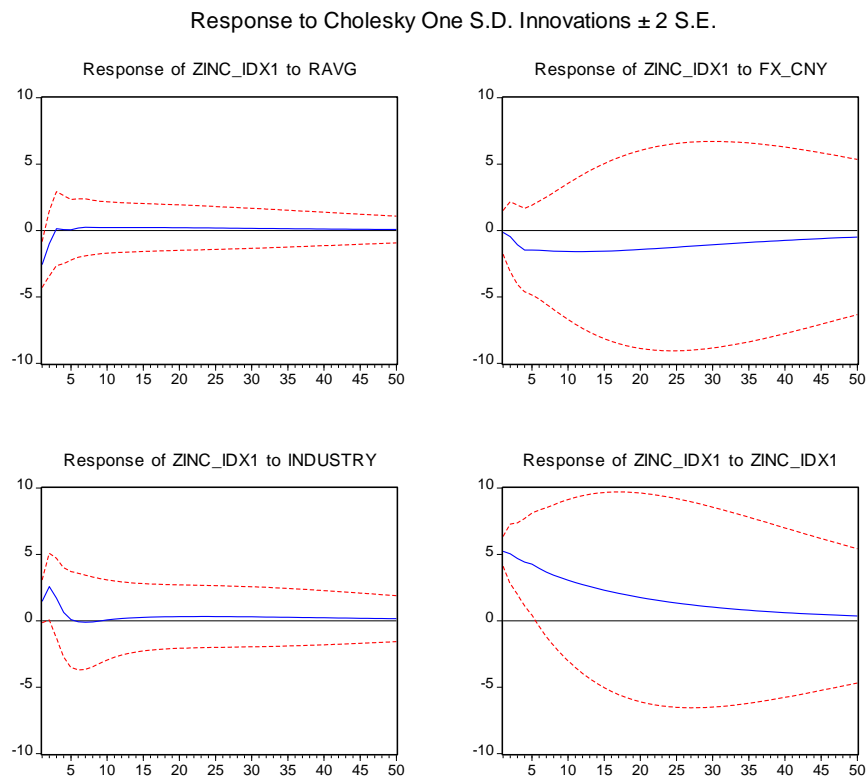 Response to Cholesky One S.D. Innovations ± 2 S.E.
Response of ZINC_IDX1 to RAVG
10
5
0
-5
-10
5 10 15 20 25 30 35 40 45 50
Response of ZINC_IDX1 to FX_CNY
10
5
0
-5
-10
5 10 15 20 25 30 35 40 45 50
Response of ZINC_IDX1 to INDUSTRY
10
5
0
-5
-10
5 10 15 20 25 30 35 40 45 50
Response of ZINC_IDX1 to ZINC_IDX1
10
5
0
-5
-10
5 10 15 20 25 30 35 40 45 50